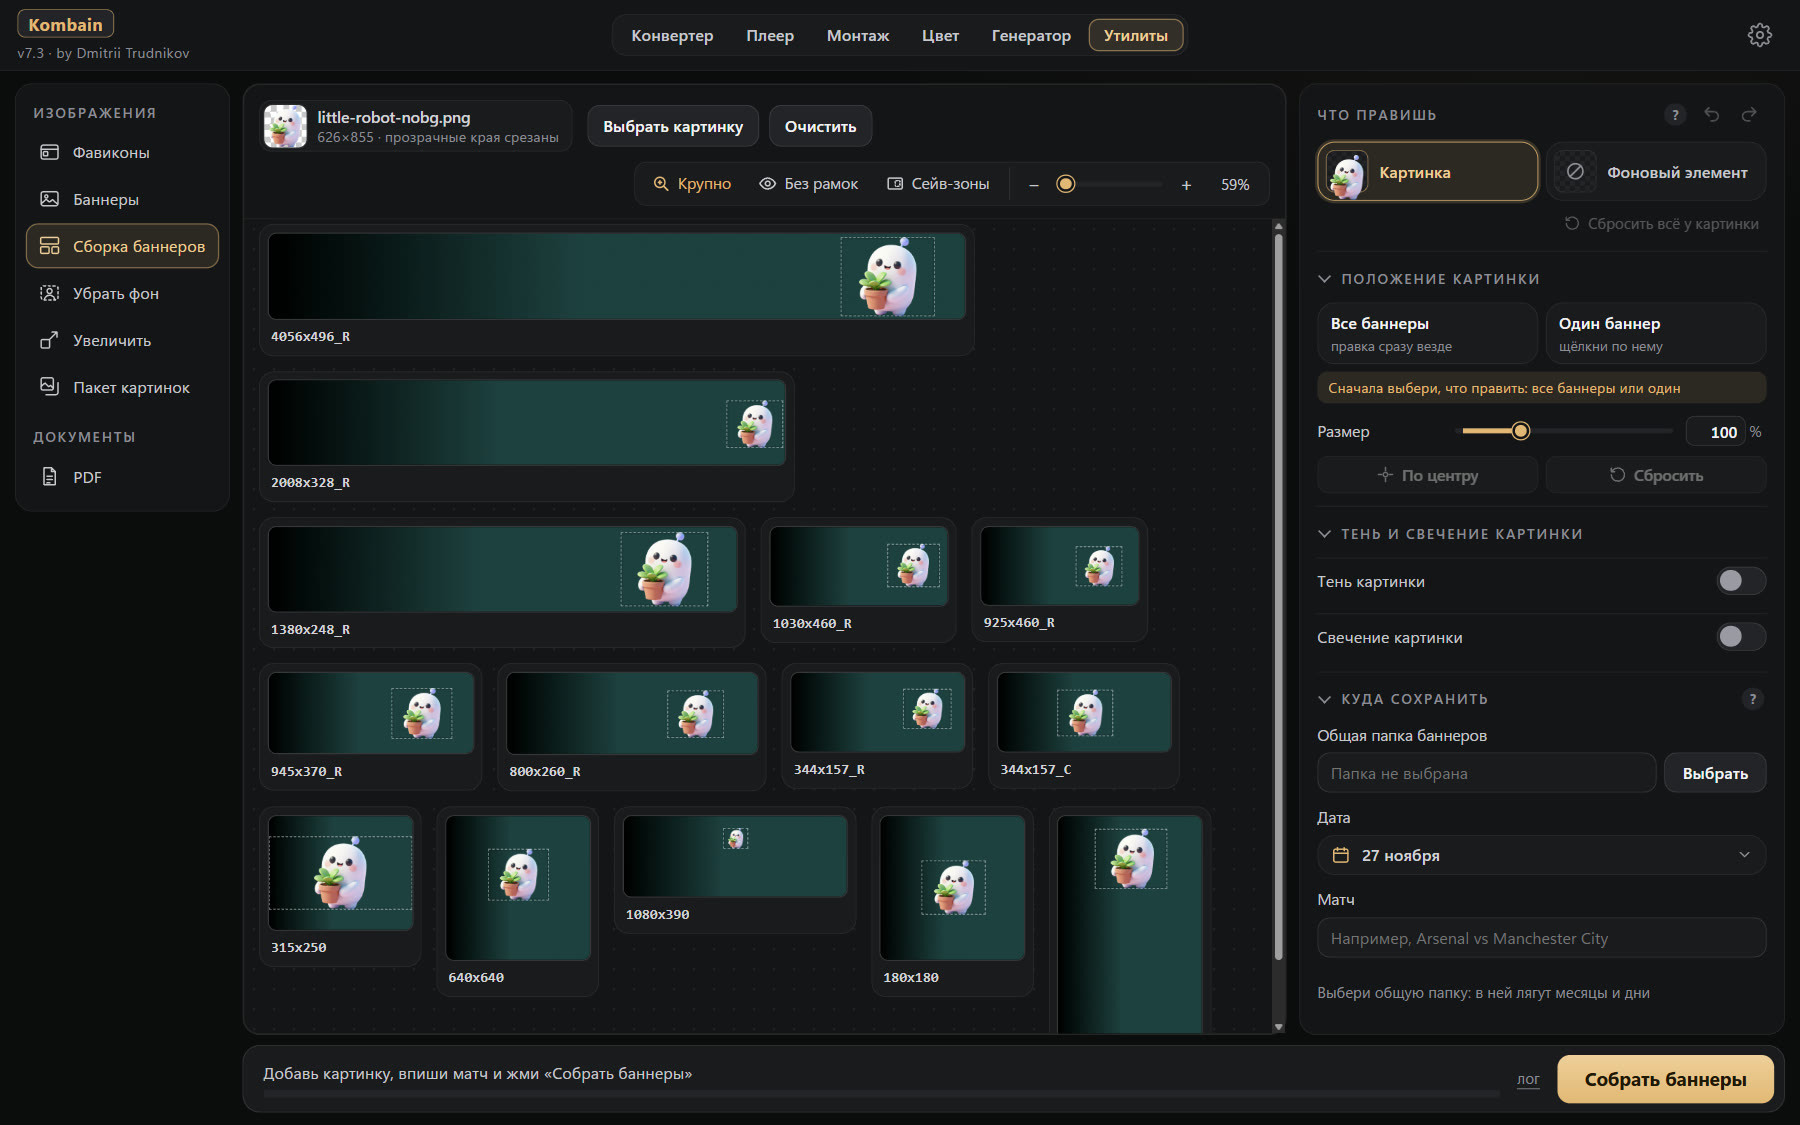 Kombain
v7.3 · by Dmitrii Trudnikov
Конвертер
Плеер
Монтаж
Цвет
Генератор
Утилиты
ИЗОБРАЖЕНИЯ
Фавиконы
Баннеры
Сборка баннеров
Убрать фон
Увеличить
Пакет картинок
ДОКУМЕНТЫ
PDF
little-robot-nobg.png
626×855 · прозрачные края срезаны
Выбрать картинку
Очистить
Крупно
Без рамок
Сейв-зоны
−
+
59%
4056x496_R
2008x328_R
1380x248_R
1030x460_R
925x460_R
945x370_R
800x260_R
344x157_R
344x157_C
315x250
640x640
1080x390
180x180
ЧТО ПРАВИШЬ
?
Картинка
Фоновый элемент
Сбросить всё у картинки
ПОЛОЖЕНИЕ КАРТИНКИ
Все баннеры
правка сразу везде
Один баннер
щёлкни по нему
Сначала выбери, что править: все баннеры или один
Размер
100 %
По центру
Сбросить
ТЕНЬ И СВЕЧЕНИЕ КАРТИНКИ
Тень картинки
Свечение картинки
КУДА СОХРАНИТЬ
?
Общая папка баннеров
Папка не выбрана
Выбрать
Дата
27 ноября
Матч
Например, Arsenal vs Manchester City
Выбери общую папку: в ней лягут месяцы и дни
Добавь картинку, впиши матч и жми «Собрать баннеры»
лог
Собрать баннеры